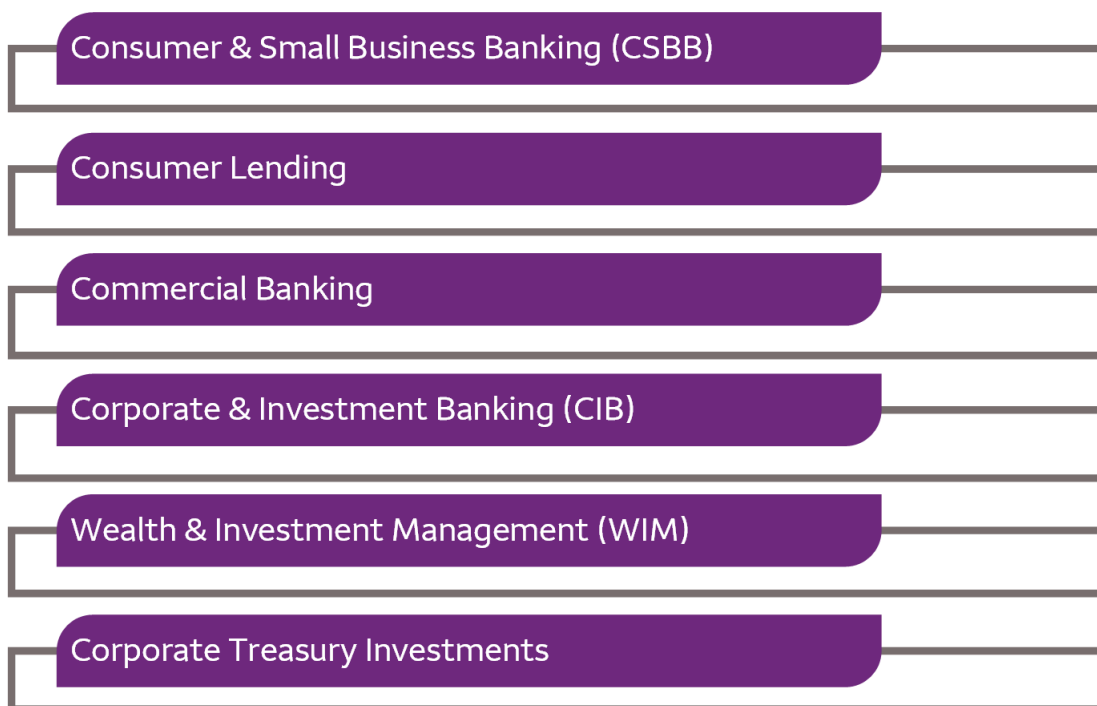 Consumer & Small Business Banking (CSBB)
Consumer Lending
Commercial Banking
Corporate & Investment Banking (CIB)
Wealth & Investment Management (WIM)
Corporate Treasury Investments